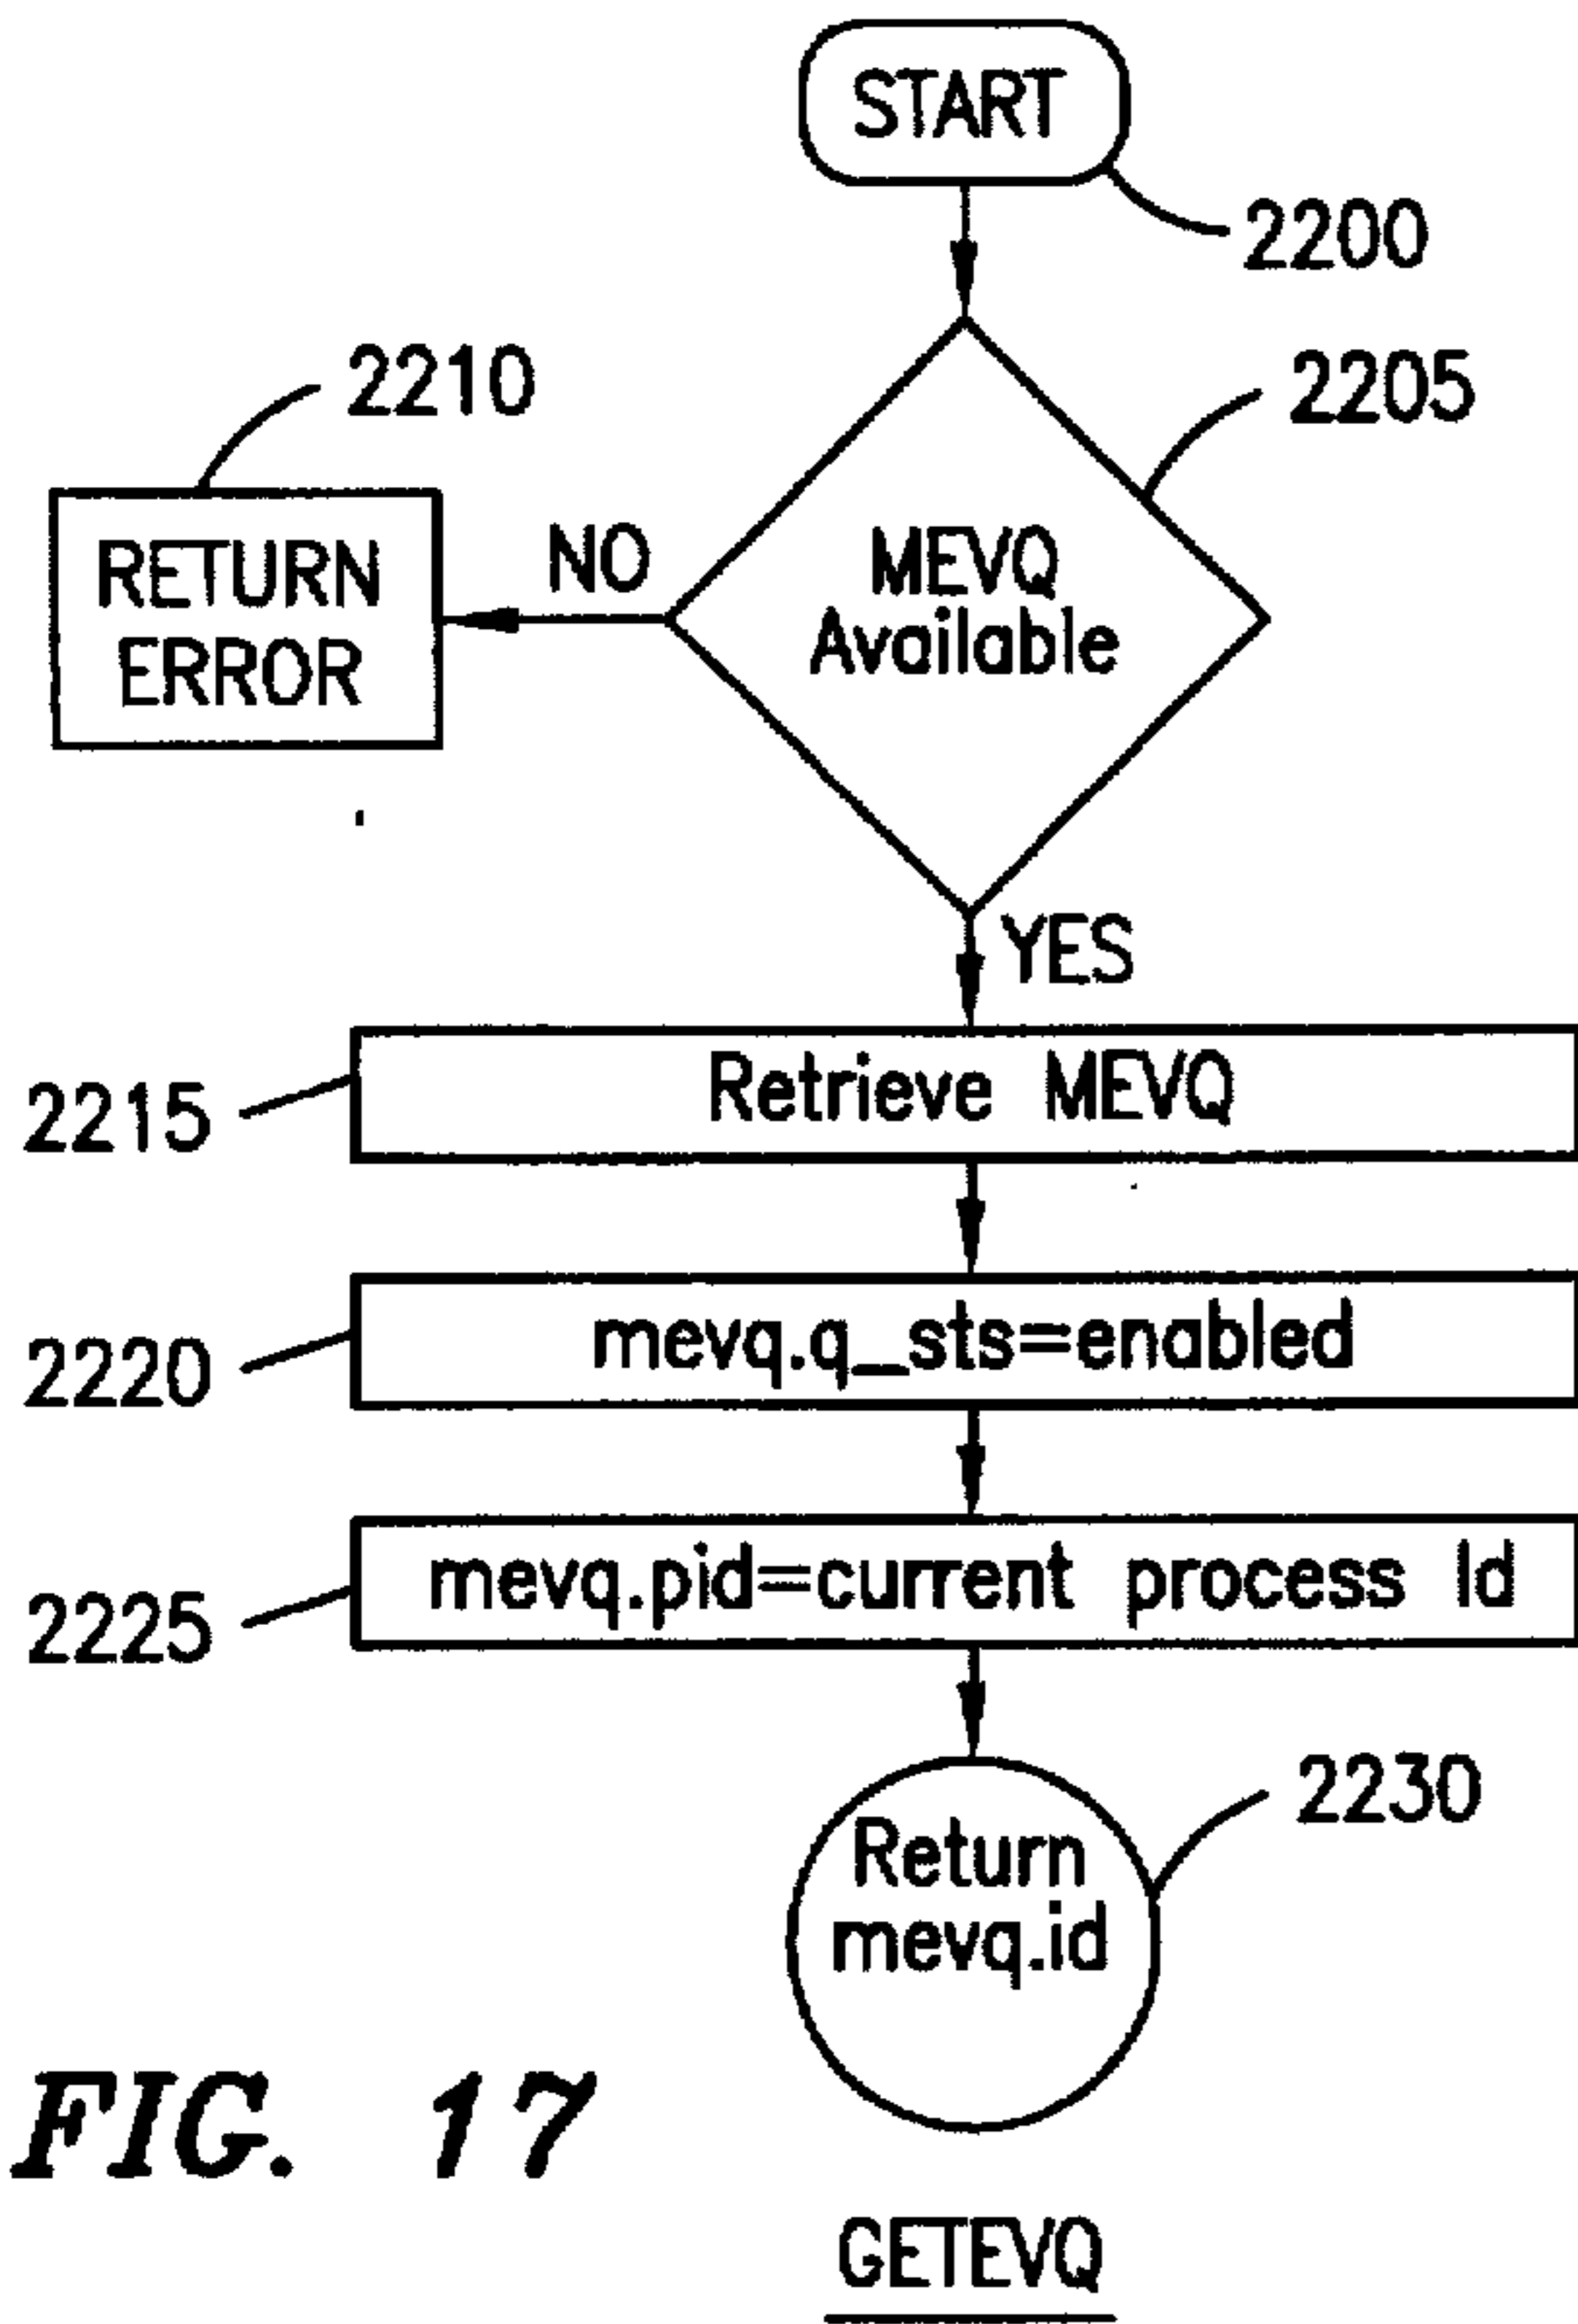 START
2200
2210
2205
RETURN
ERROR
NO
MEVQ
Available
YES
2215
Retrieve MEVQ
2220
mevq.q_sts=enabled
2225
mevq.pid=current process Id
2230
Return
mevq.id
FIG. 17
GETEVQ